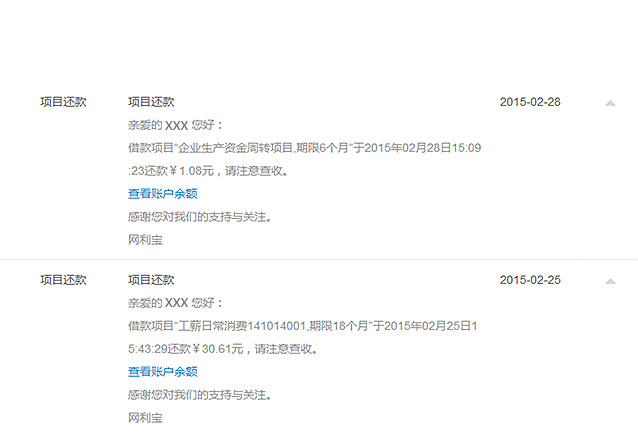 项目还款 项目还款 2015-02-28
亲爱的 XXX 您好：
借款项目“企业生产资金周转项目,期限6个月”于2015年02月28日15:09
:23还款￥1.08元，请注意查收。
查看账户余额
感谢您对我们的支持与关注。
网利宝
项目还款 项目还款 2015-02-25
亲爱的 XXX 您好：
借款项目“工薪日常消费141014001,期限18个月”于2015年02月25日1
5:43:29还款￥30.61元，请注意查收。
查看账户余额
感谢您对我们的支持与关注。
网利宝